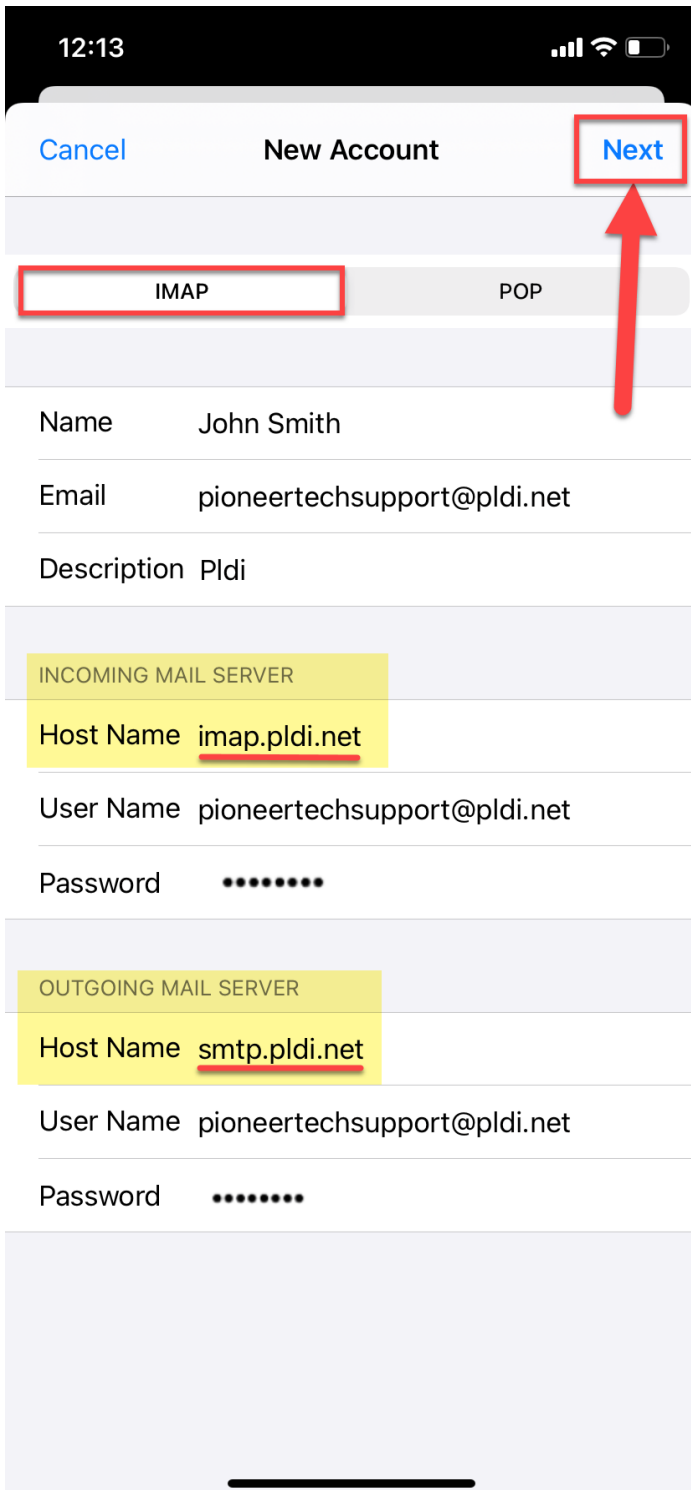 12:13
Cancel New Account Next
IMAP POP
Name John Smith
Email pioneertechsupport@pldi.net
Description Pldi
INCOMING MAIL SERVER
Host Name imap.pldi.net
User Name pioneertechsupport@pldi.net
Password ••••••••
OUTGOING MAIL SERVER
Host Name smtp.pldi.net
User Name pioneertechsupport@pldi.net
Password ••••••••